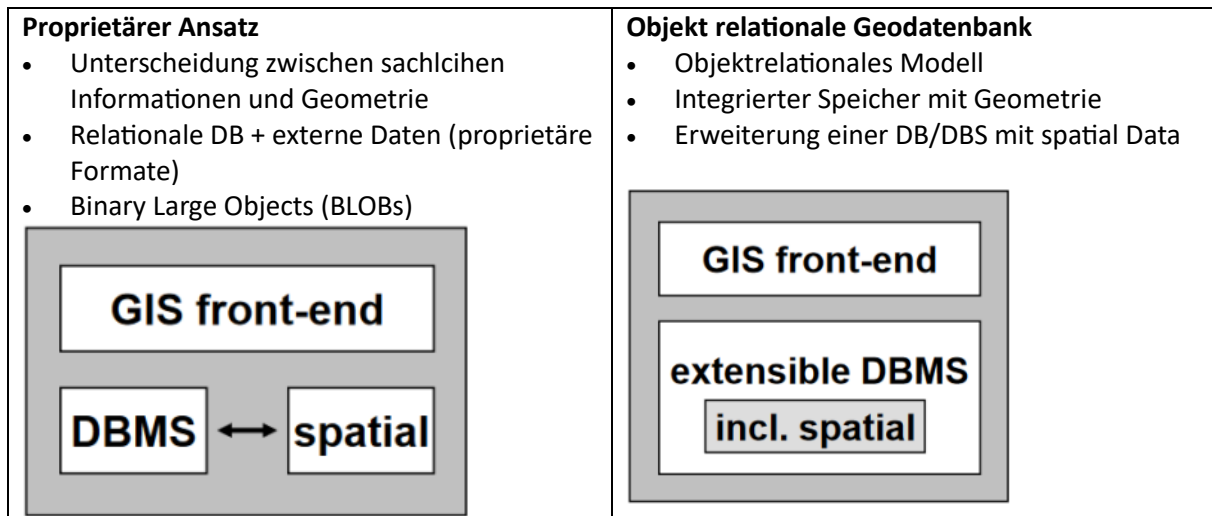 Proprietärer Ansatz
• Unterscheidung zwischen sachlcihen
Informationen und Geometrie
• Relationale DB + externe Daten (proprietäre
Formate)
• Binary Large Objects (BLOBs)
GIS front-end
DBMS
spatial
Objekt relationale Geodatenbank
• Objektrelationales Modell
• Integrierter Speicher mit Geometrie
• Erweiterung einer DB/DBS mit spatial Data
GIS front-end
extensible DBMS
incl. spatial